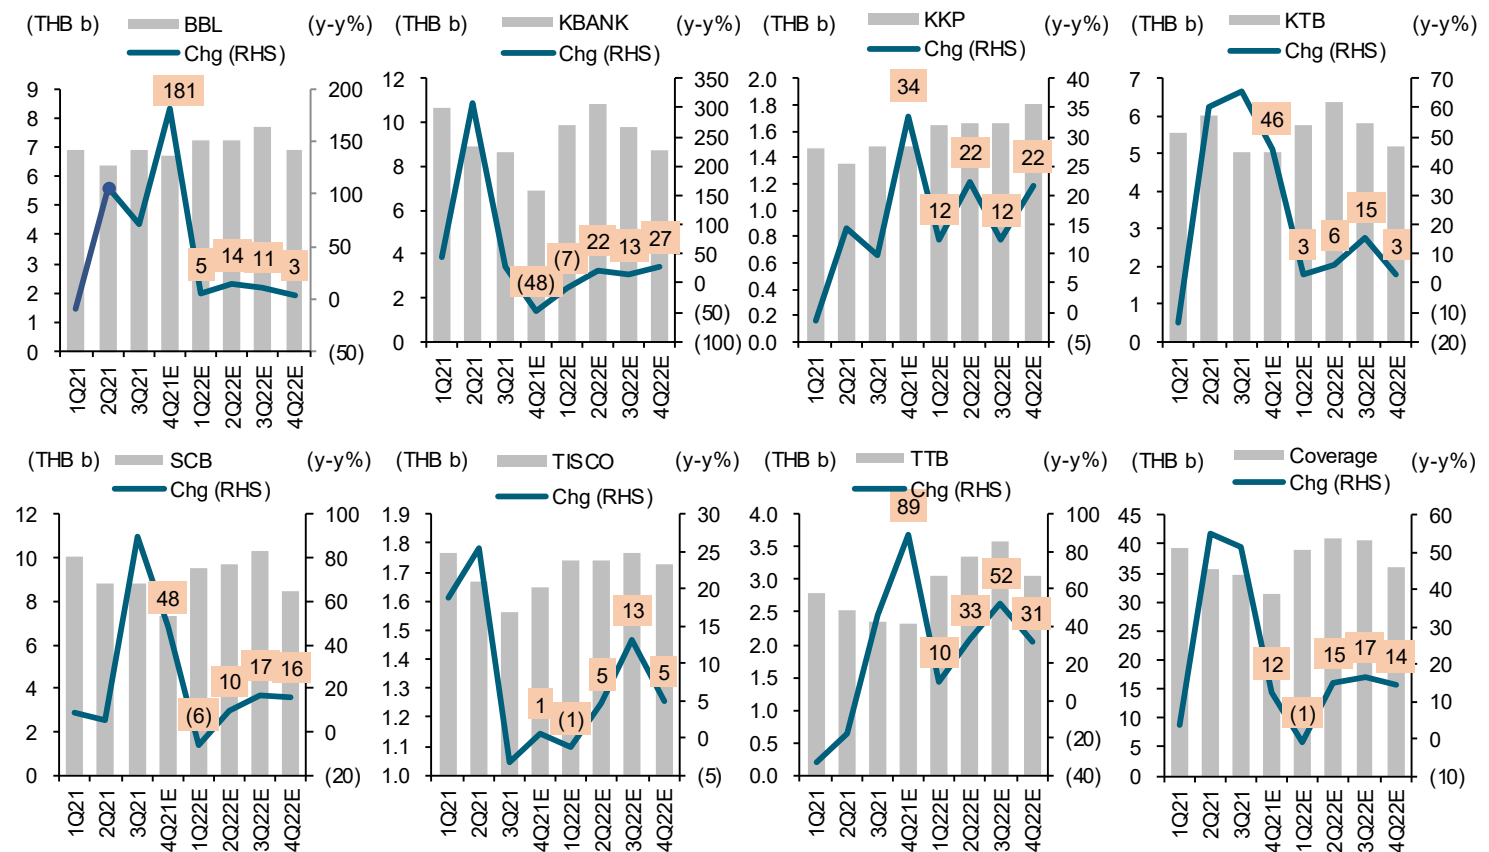 (THB b) BBL (y-y%)
Chg (RHS)
9 8 7 6 5 4 3 2 1 0
200 150 100 50 0 (50)
181 5 14 11 3
1Q21 2Q21 3Q21 4Q21E 1Q22E 2Q22E 3Q22E 4Q22E
(THB b) KBANK (y-y%)
Chg (RHS)
12 10 8 6 4 2 0
350 300 250 200 150 100 50 0 (50) (100)
(48) (7) 22 13 27
1Q21 2Q21 3Q21 4Q21E 1Q22E 2Q22E 3Q22E 4Q22E
(THB b) KKP (y-y%)
Chg (RHS)
2.0 1.8 1.6 1.4 1.2 1.0 0.8 0.6 0.4 0.2 0.0
40 35 30 25 20 15 10 5 0 (5)
34 12 22 12 22
1Q21 2Q21 3Q21 4Q21E 1Q22E 2Q22E 3Q22E 4Q22E
(THB b) KTB (y-y%)
Chg (RHS)
7 6 5 4 3 2 1 0
70 60 50 40 30 20 10 0 (10) (20)
46 3 6 15 3
1Q21 2Q21 3Q21 4Q21E 1Q22E 2Q22E 3Q22E 4Q22E
(THB b) SCB (y-y%)
Chg (RHS)
12 10 8 6 4 2 0
100 80 60 40 20 0 (20)
48 (6) 10 17 16
1Q21 2Q21 3Q21 4Q21E 1Q22E 2Q22E 3Q22E 4Q22E
(THB b) TISCO (y-y%)
Chg (RHS)
1.9 1.8 1.7 1.6 1.5 1.4 1.3 1.2 1.1 1.0
30 25 20 15 10 5 0 (5)
1 (1) 5 13 5
1Q21 2Q21 3Q21 4Q21E 1Q22E 2Q22E 3Q22E 4Q22E
(THB b) TTB (y-y%)
Chg (RHS)
4.0 3.5 3.0 2.5 2.0 1.5 1.0 0.5 0.0
100 80 60 40 20 0 (20) (40)
89 10 33 52 31
1Q21 2Q21 3Q21 4Q21E 1Q22E 2Q22E 3Q22E 4Q22E
(THB b) Coverage (y-y%)
Chg (RHS)
45 40 35 30 25 20 15 10 5 0
60 50 40 30 20 10 0 (10)
12 (1) 15 17 14
1Q21 2Q21 3Q21 4Q21E 1Q22E 2Q22E 3Q22E 4Q22E